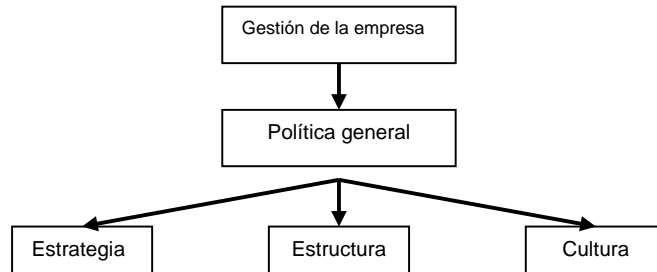 Gestión de la empresa
Política general
Estrategia
Estructura
Cultura